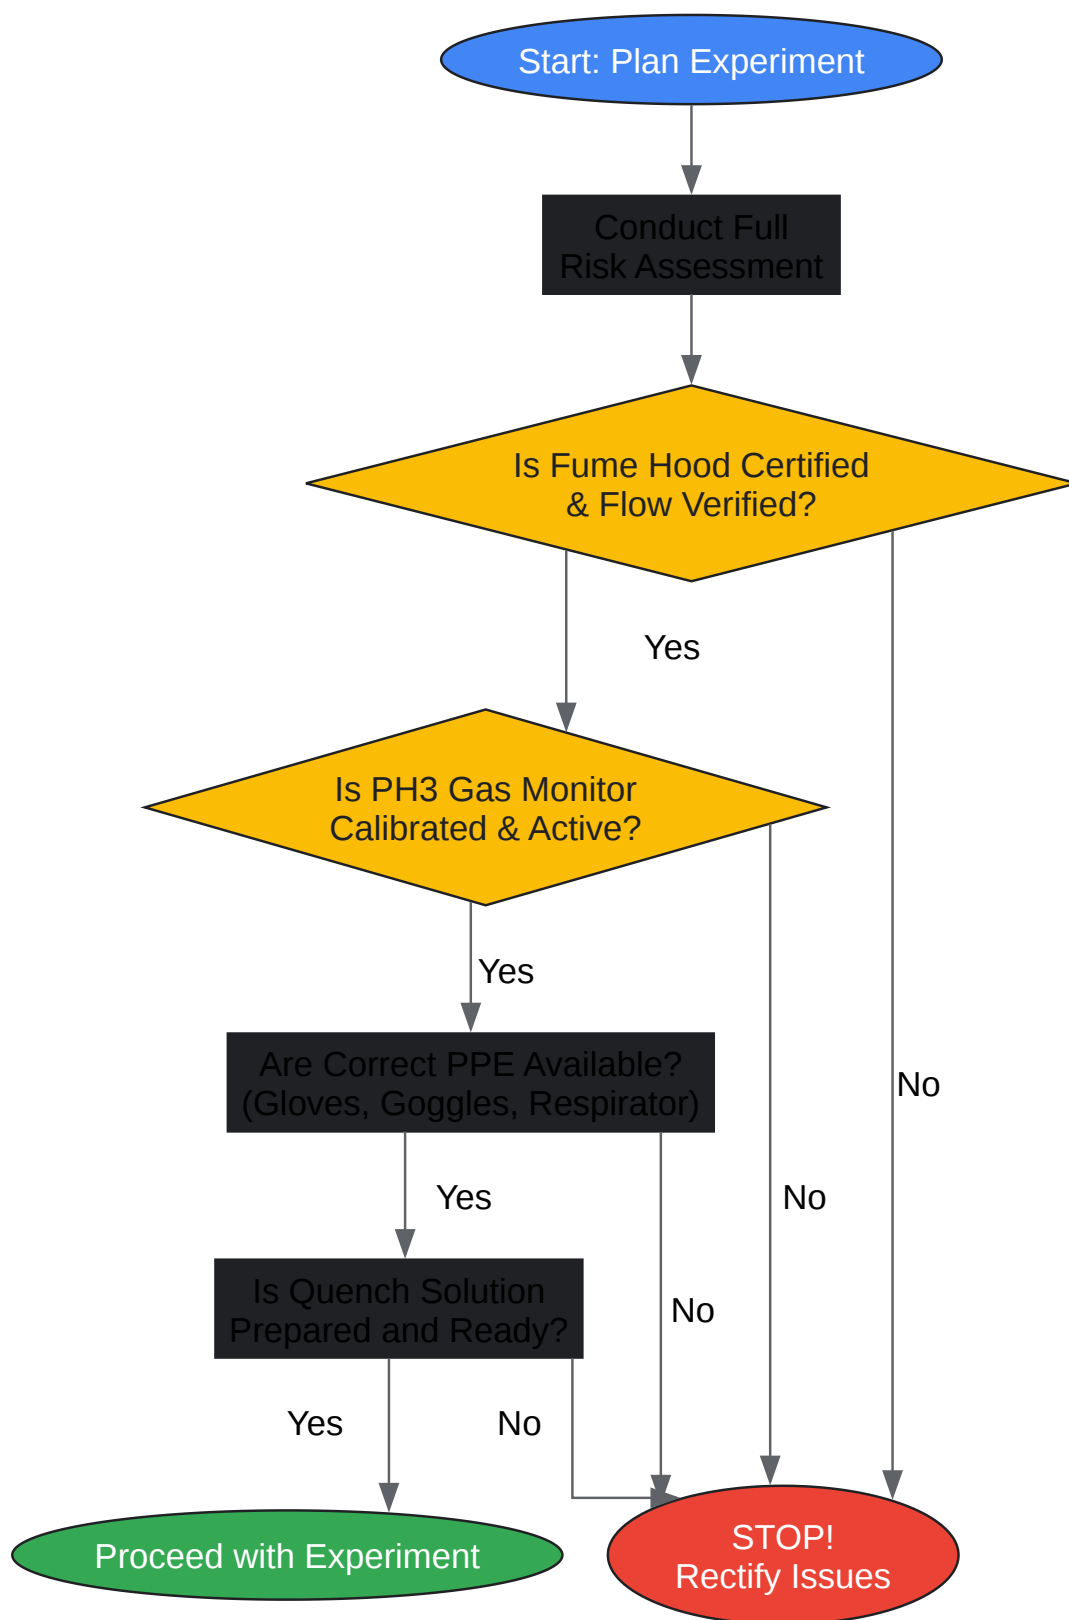 Start: Plan Experiment
Conduct Full
Risk Assessment
Is Fume Hood Certified
& Flow Verified?
Yes
Is PH3 Gas Monitor
Calibrated & Active?
Yes
Are Correct PPE Available?
(Gloves, Goggles, Respirator)
No
Yes
No
Is Quench Solution
Prepared and Ready?
No
Yes
No
Proceed with Experiment
STOP!
Rectify Issues